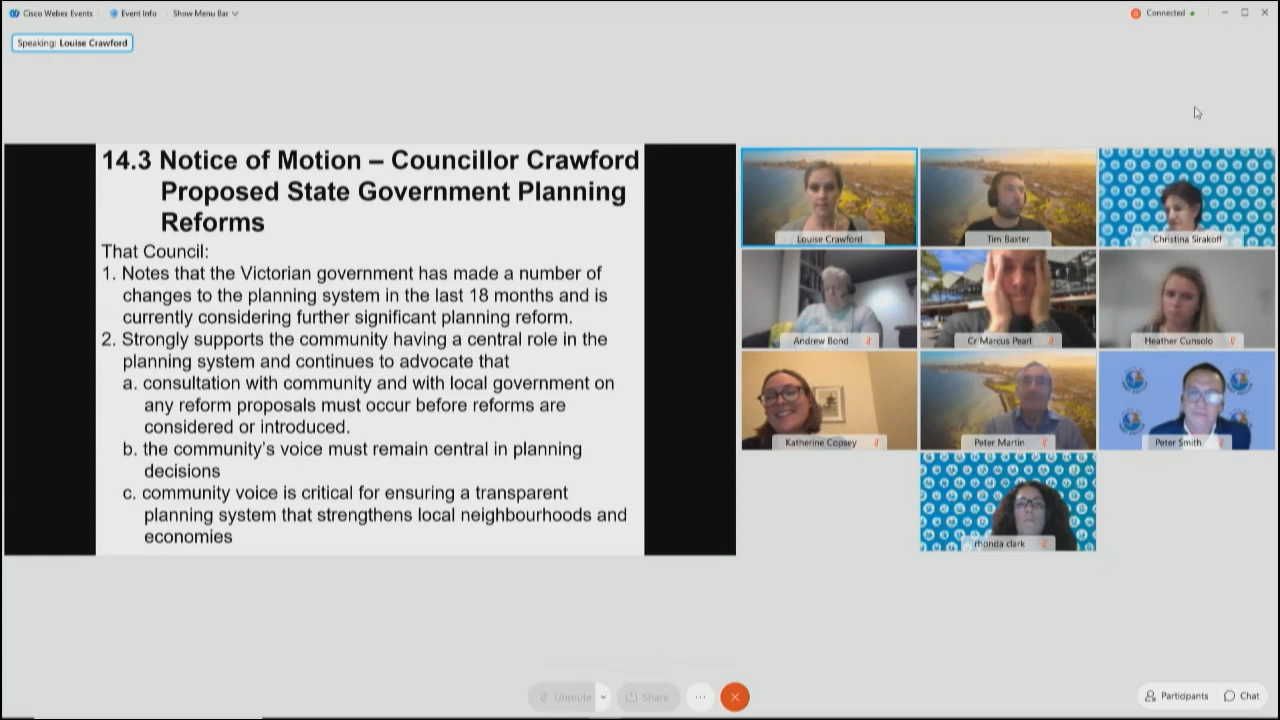 Cisco Webex Events
Event Info
Show Menu Bar
Connected
Speaking: Louise Crawford
14.3 Notice of Motion – Councillor Crawford
Proposed State Government Planning
Reforms
That Council:
1. Notes that the Victorian government has made a number of
changes to the planning system in the last 18 months and is
currently considering further significant planning reform.
2. Strongly supports the community having a central role in the
planning system and continues to advocate that
a. consultation with community and with local government on
any reform proposals must occur before reforms are
considered or introduced.
b. the community's voice must remain central in planning
decisions
c. community voice is critical for ensuring a transparent
planning system that strengthens local neighbourhoods and
economies
Louise Crawford
Tim Baxter
Christina Sirakoff
Andrew Bond
Cr Marcus Pearl
Heather Cunsolo
Katherine Copsey
Peter Martin
Peter Smith
rhonda clark
Unmute
Share
Participants
Chat